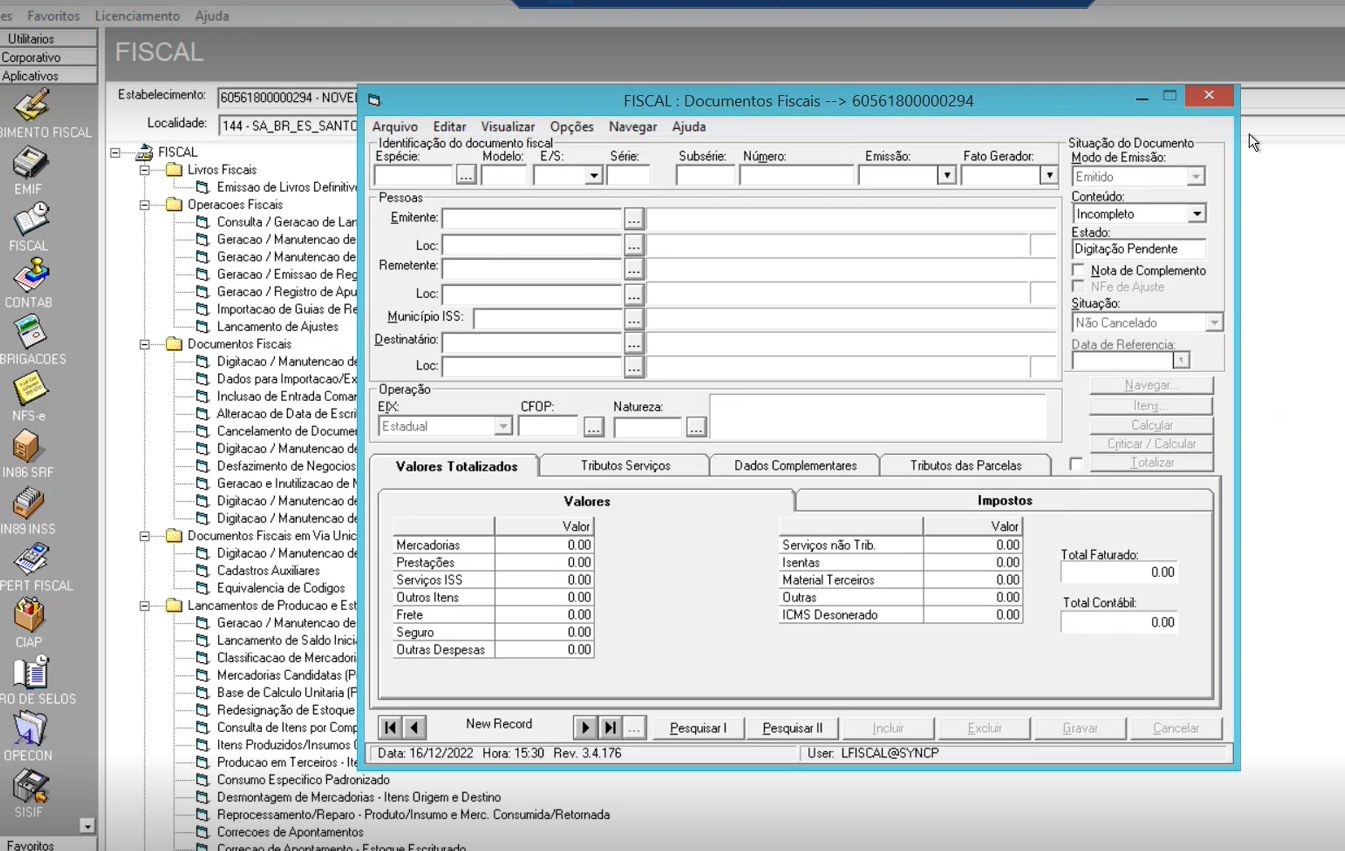 es Favoritos Licenciamento Ajuda
Utilitarios
Corporativo
Aplicativos
BIMENTO FISCAL
EMIF
FISCAL
CONTAB
BRIGACOES
NFS-e
IN86 SRF
IN89 INSS
PERT FISCAL
CIAP
RO DE SELOS
OPECON
SISIF
Favoritos
FISCAL
Estabelecimento: 60561800000294 - NOVEI
Localidade: 144 - SA_BR_ES_SANTO
FISCAL
Livros Fiscais
Emissao de Livros Definitivo
Operacoes Fiscais
Consulta / Geracao de Lan
Geracao / Manutencao de
Geracao / Manutencao de
Geracao / Emissao de Reg
Geracao / Registro de Apu
Importacao de Guias de Re
Lancamento de Ajustes
Documentos Fiscais
Digitacao / Manutencao de
Dados para Importacao/Ex
Inclusao de Entrada Comar
Alteracao de Data de Escri
Cancelamento de Documer
Digitacao / Manutencao de
Desfazimento de Negocios
Geracao e Inutilizacao de N
Digitacao / Manutencao de
Digitacao / Manutencao de
Documentos Fiscais em Via Unic
Digitacao / Manutencao de
Cadastros Auxiliares
Equivalencia de Codigos
Lancamentos de Producao e Est
Geracao / Manutencao de
Lancamento de Saldo Inicia
Classificacao de Mercadori
Mercadorias Candidatas (P
Base de Calculo Unitaria (F
Redesignação de Estoque
Consulta de Itens por Comp
Itens Produzidos/Insumos C
Producao em Terceiros - Ite
Consumo Especifico Padronizado
Desmontagem de Mercadorias - Itens Origem e Destino
Reprocessamento/Reparo - Produto/Insumo e Merc. Consumida/Retornada
Correcoes de Apontamentos
Correcao de Apontamento - Estoque Escriturado
FISCAL : Documentos Fiscais --> 60561800000294
Arquivo Editar Visualizar Opções Navegar Ajuda
Identificação do documento fiscal
Espécie: Modelo: E/S: Série: Subsérie: Número: Emissão: Fato Gerador:
...
Pessoas
Emitente: ...
Loc: ...
Remetente: ...
Loc: ...
Município ISS: ...
Destinatário: ...
Loc: ...
Operação
EIX: CFOP: Natureza:
Estadual ... ...
Situação do Documento
Modo de Emissão:
Emitido
Conteúdo:
Incompleto
Estado:
Digitação Pendente
Nota de Complemento
NFe de Ajuste
Situação:
Não Cancelado
Data de Referencia:
Navegar...
Itens...
Calcular
Criticar / Calcular
Totalizar
Valores Totalizados Tributos Serviços Dados Complementares Tributos das Parcelas
Valores Impostos
Valor
Mercadorias 0.00
Prestações 0.00
Serviços ISS 0.00
Outros Itens 0.00
Frete 0.00
Seguro 0.00
Outras Despesas 0.00
Valor
Serviços não Trib. 0.00
Isentas 0.00
Material Terceiros 0.00
Outras 0.00
ICMS Desonerado 0.00
Total Faturado:
0.00
Total Contábil:
0.00
New Record ... Pesquisar I Pesquisar II Incluir Excluir Gravar Cancelar
Data: 16/12/2022 Hora: 15:30 Rev. 3.4.176 User: LFISCAL@SYNCP